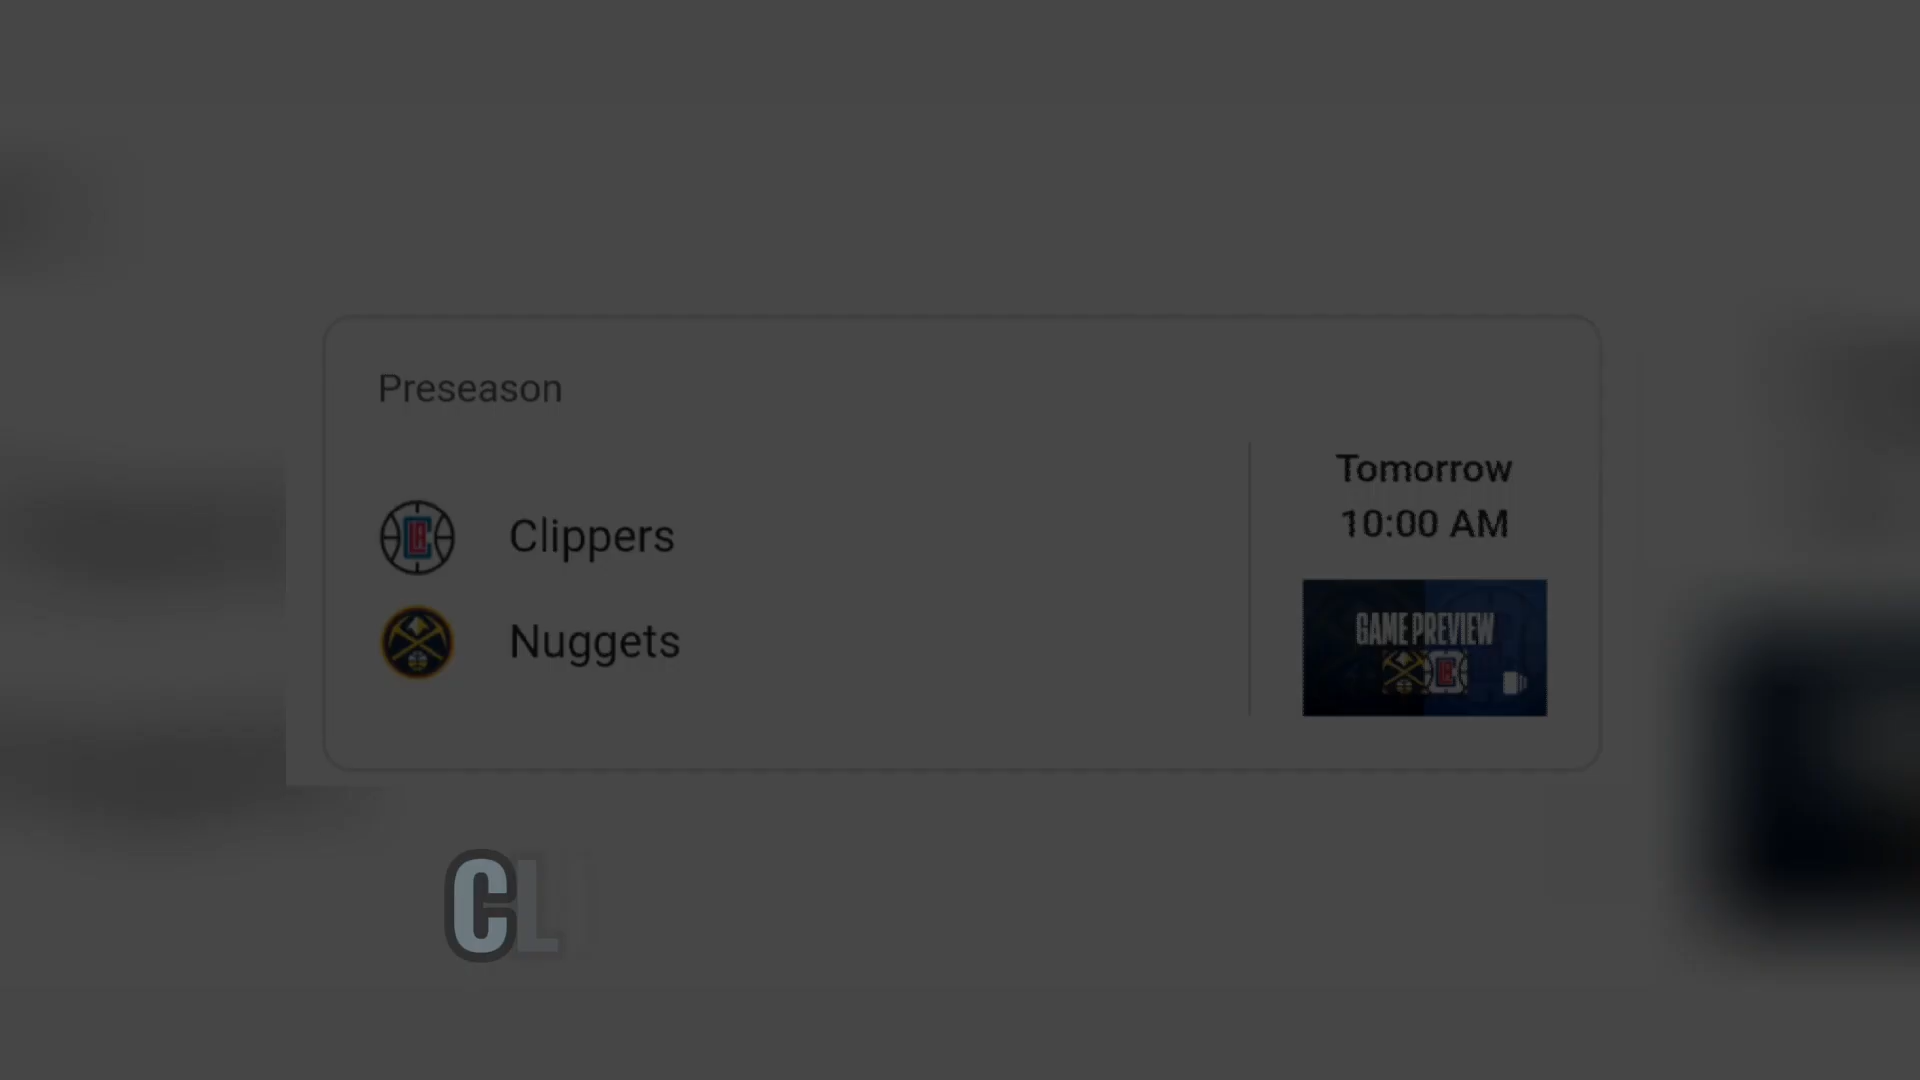 Preseason
Tomorrow
10:00 AM
Clippers
Nuggets
GAME PREVIEW
CL